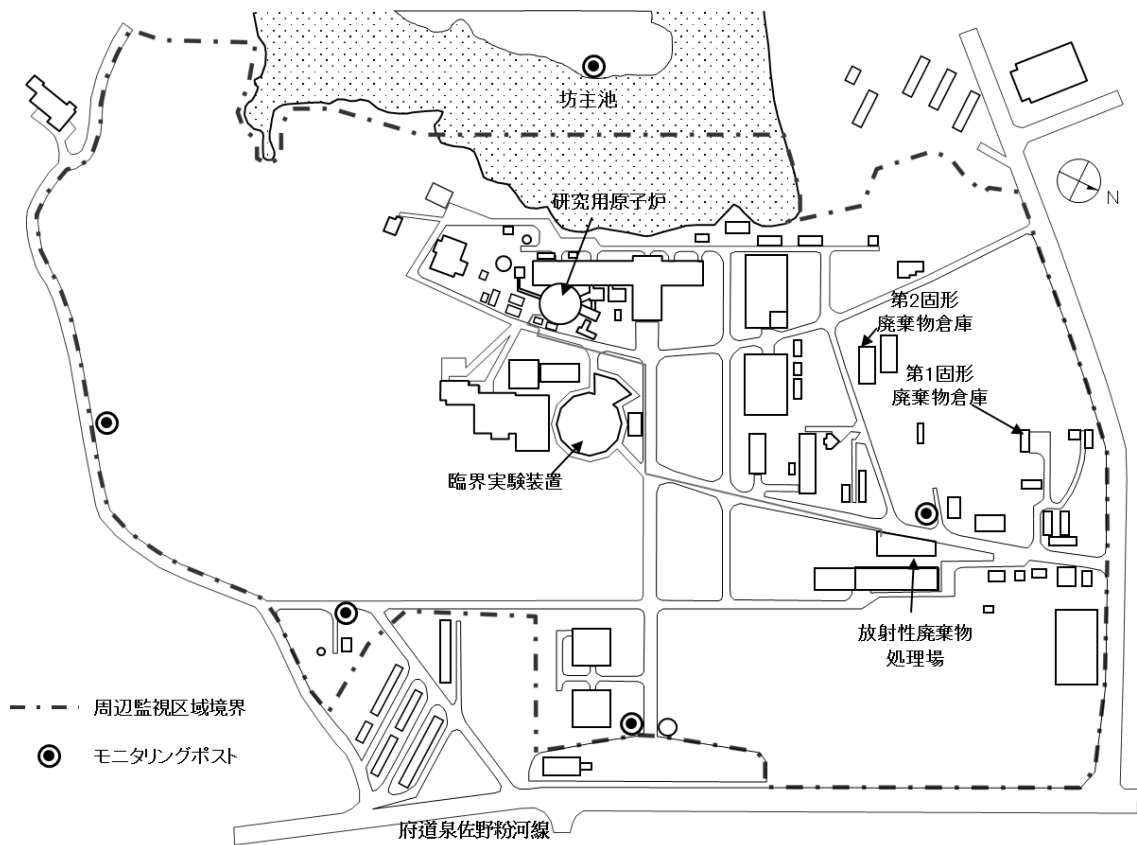 坊主池
研究用原子炉
N
第2固形
廃棄物倉庫
第1固形
廃棄物倉庫
臨界実験装置
放射性廃棄物
処理場
周辺監視区域境界
モニタリングポスト
府道泉佐野粉河線